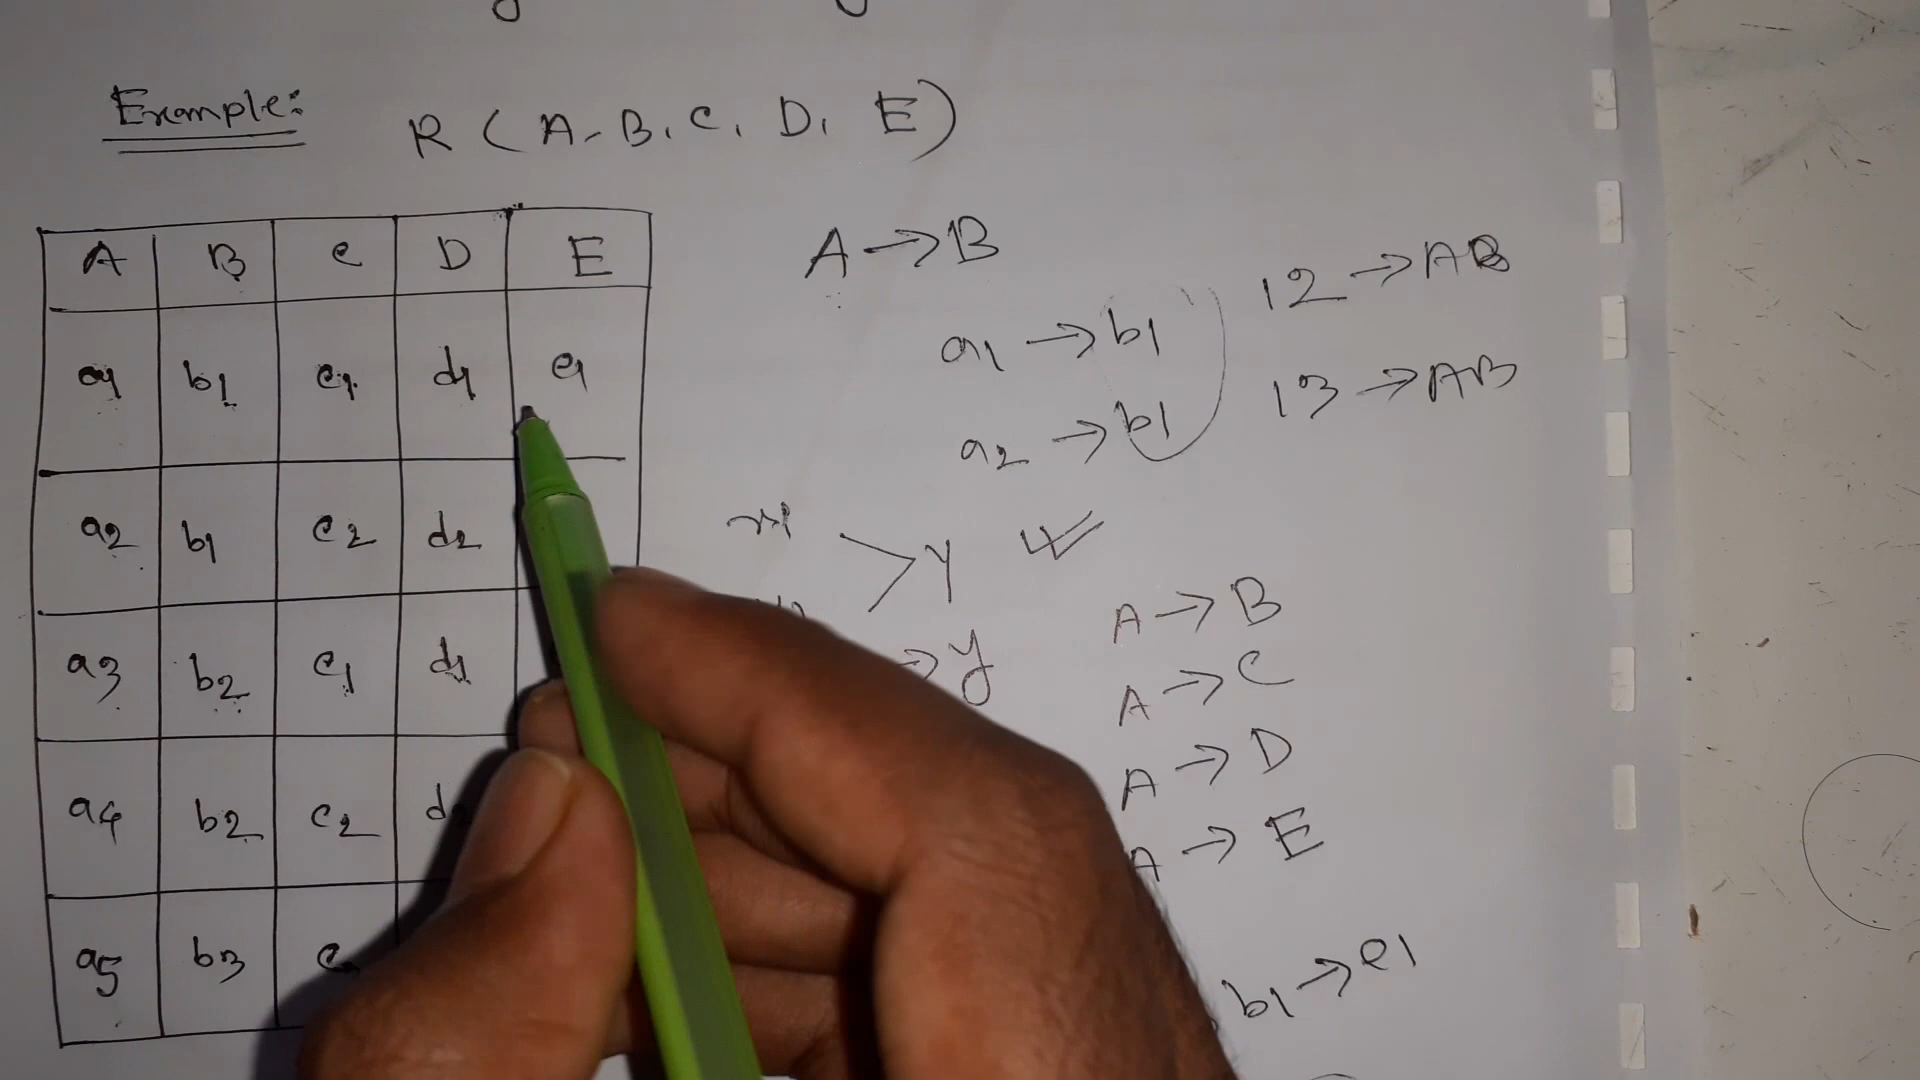 Example: R ( A, B, C, D, E )
A B C D E
a1 b1 c1 d1 e1
a2 b1 c2 d2
a3 b2 c1 d1
a4 b2 c2
a5 b3
A → B
a1 → b1
a2 → b1
12 → AB
13 → AB
y
→ y
A → B
A → C
A → D
A → E
b1 → e1